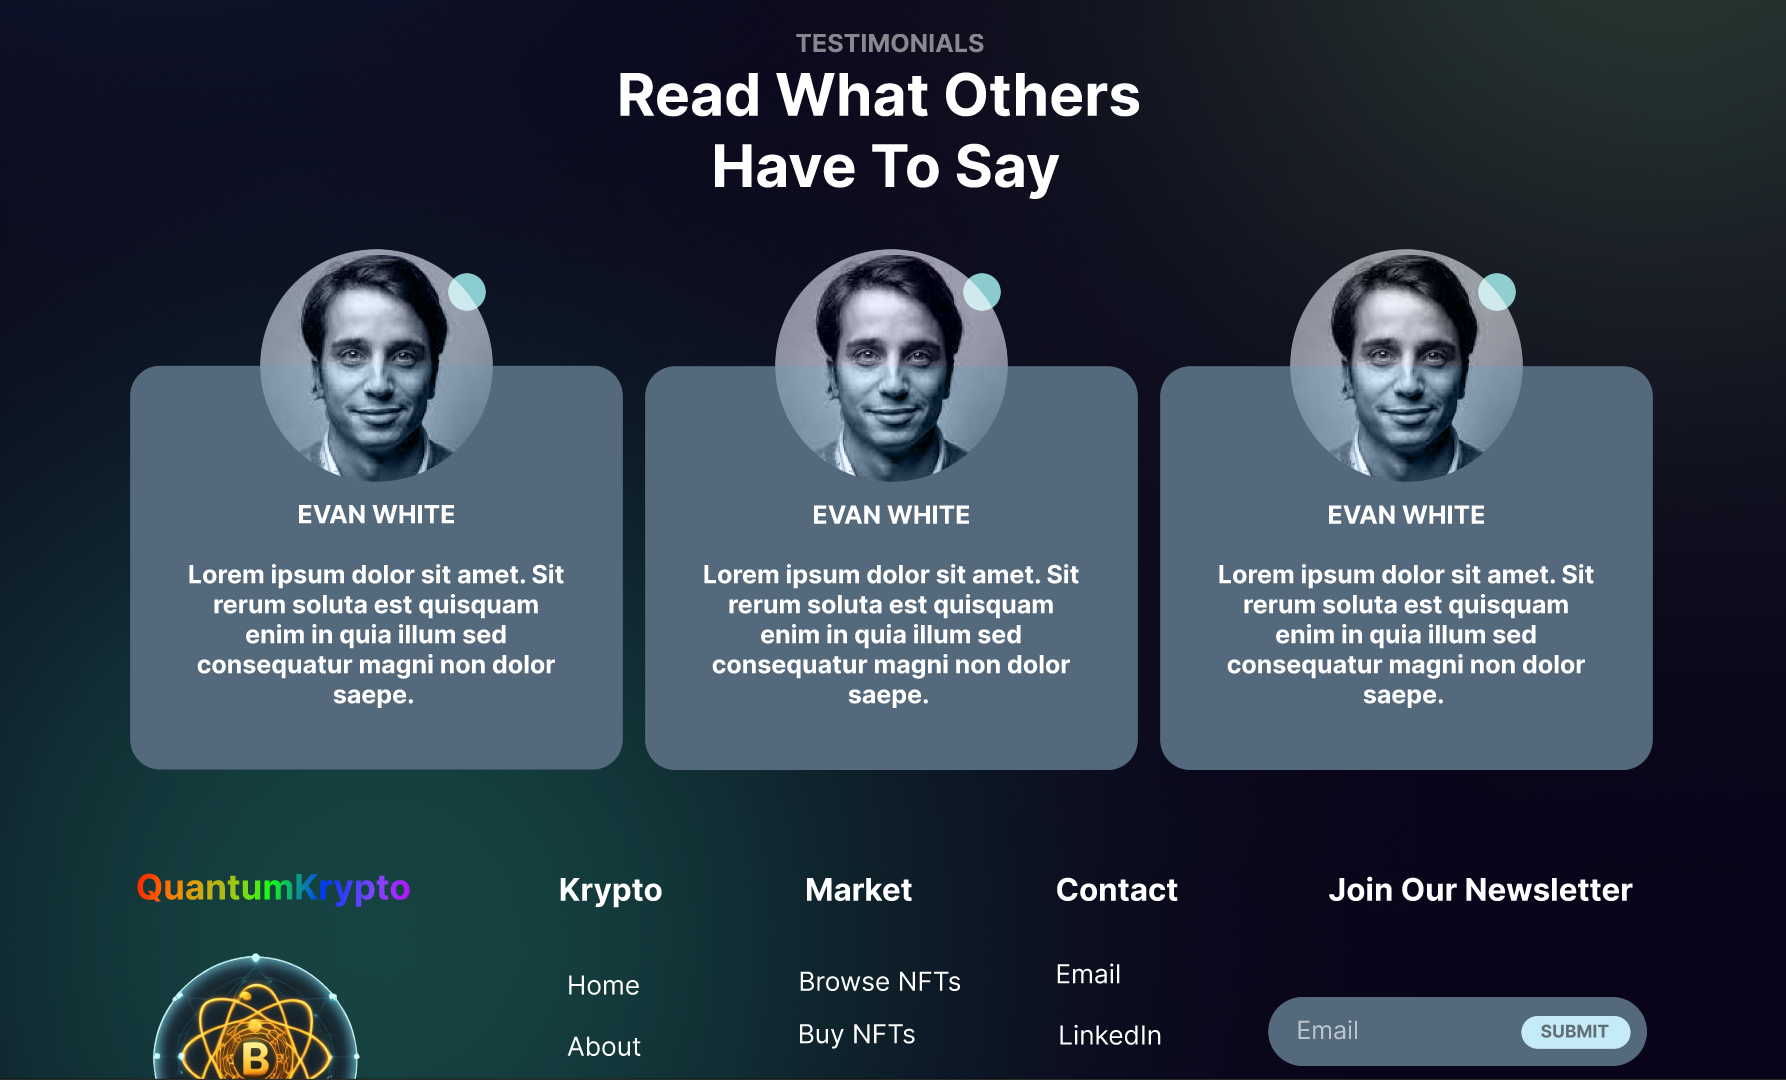 TESTIMONIALS
Read What Others
Have To Say
EVAN WHITE
Lorem ipsum dolor sit amet. Sit
rerum soluta est quisquam
enim in quia illum sed
consequatur magni non dolor
saepe.
EVAN WHITE
Lorem ipsum dolor sit amet. Sit
rerum soluta est quisquam
enim in quia illum sed
consequatur magni non dolor
saepe.
EVAN WHITE
Lorem ipsum dolor sit amet. Sit
rerum soluta est quisquam
enim in quia illum sed
consequatur magni non dolor
saepe.
QuantumKrypto
B
Krypto
Home
About
Market
Browse NFTs
Buy NFTs
Contact
Email
LinkedIn
Join Our Newsletter
Email
SUBMIT